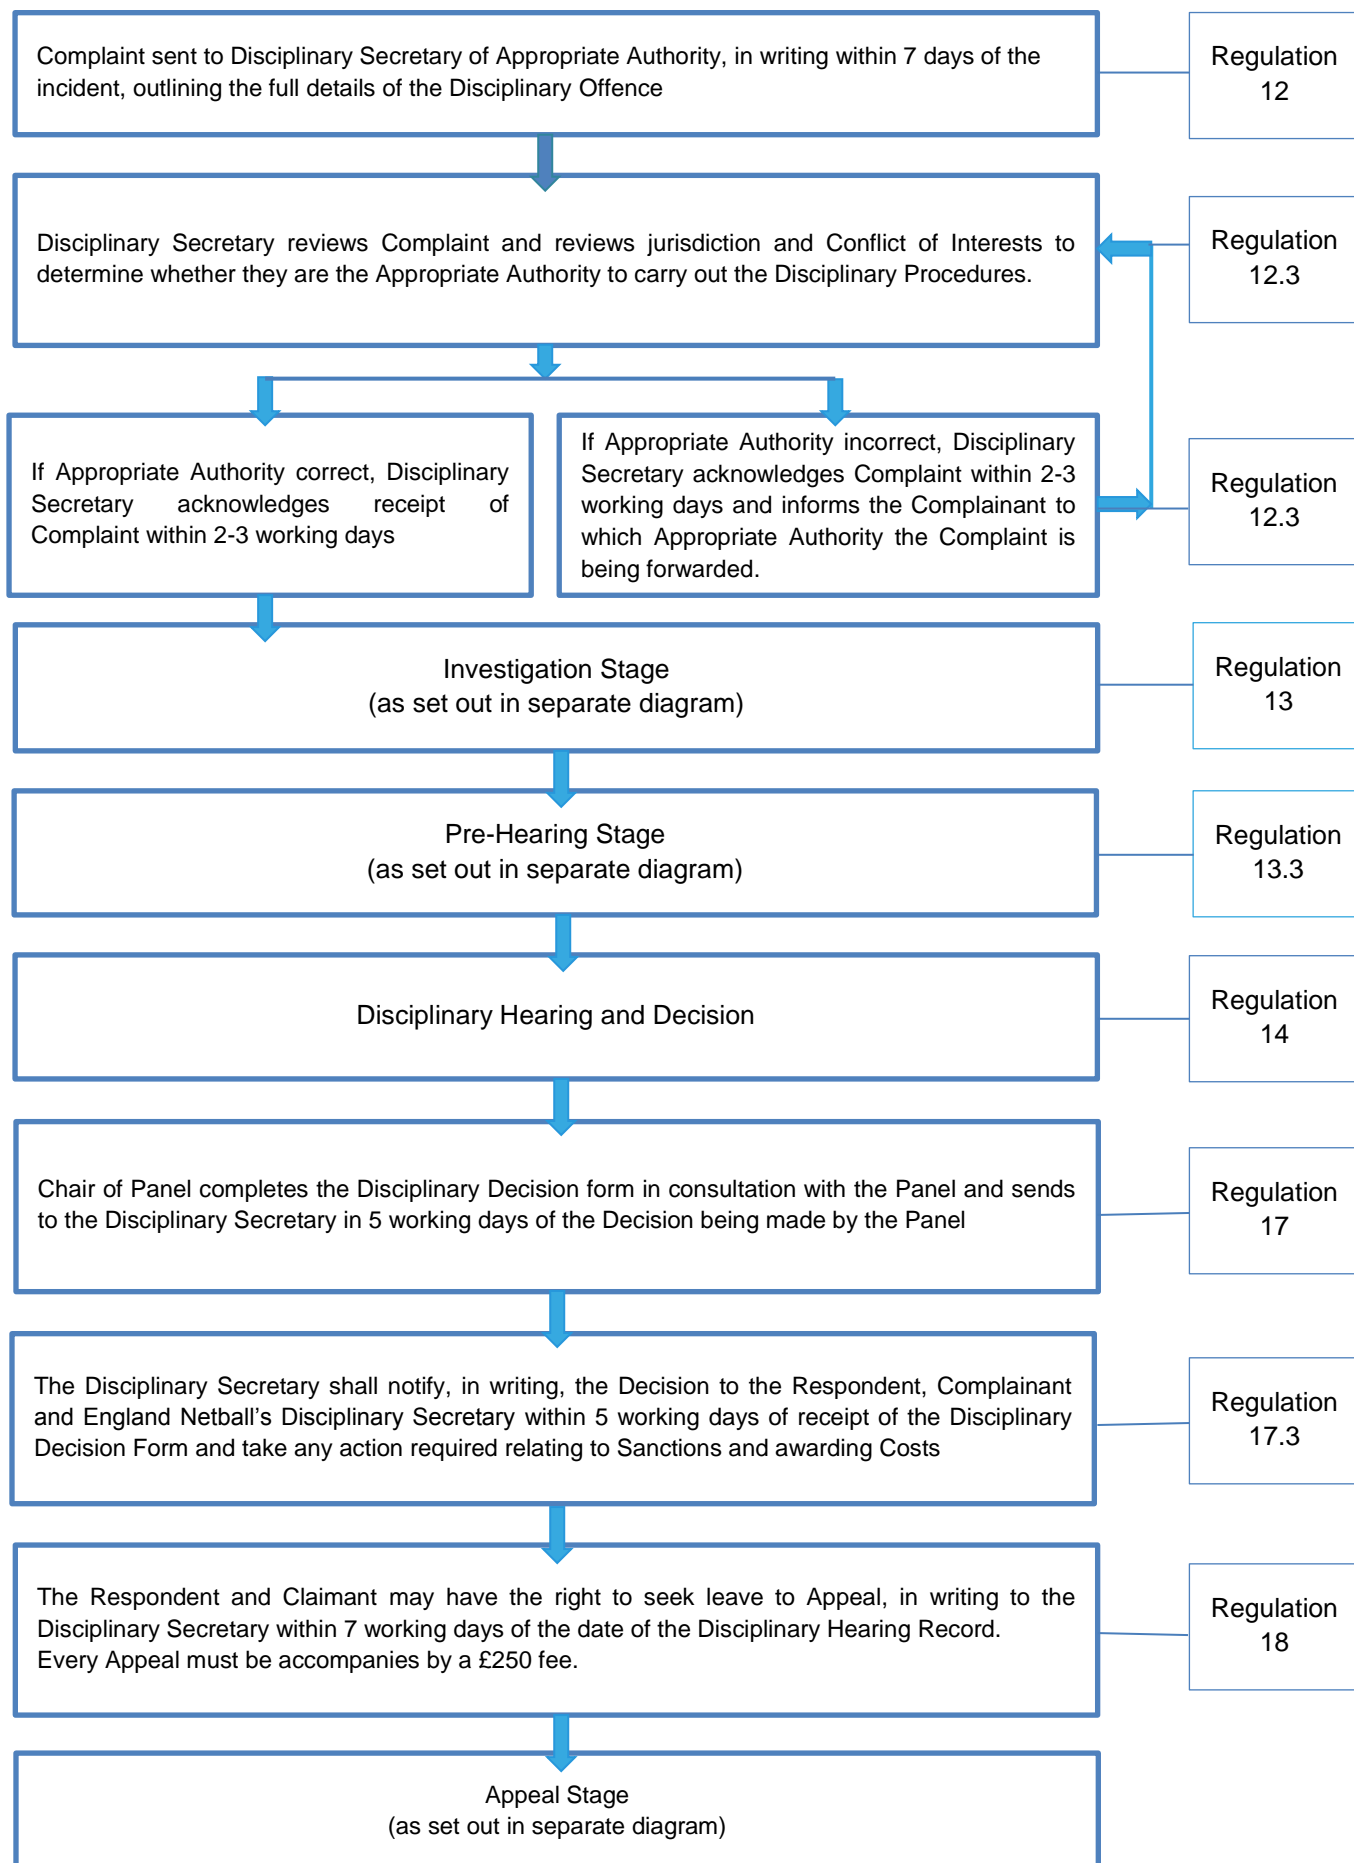 Complaint sent to Disciplinary Secretary of Appropriate Authority, in writing within 7 days of the
incident, outlining the full details of the Disciplinary Offence
Regulation
12
Disciplinary Secretary reviews Complaint and reviews jurisdiction and Conflict of Interests to
determine whether they are the Appropriate Authority to carry out the Disciplinary Procedures.
Regulation
12.3
If Appropriate Authority correct, Disciplinary
Secretary acknowledges receipt of
Complaint within 2-3 working days
If Appropriate Authority incorrect, Disciplinary
Secretary acknowledges Complaint within 2-3
working days and informs the Complainant to
which Appropriate Authority the Complaint is
being forwarded.
Regulation
12.3
Investigation Stage
(as set out in separate diagram)
Regulation
13
Pre-Hearing Stage
(as set out in separate diagram)
Regulation
13.3
Disciplinary Hearing and Decision
Regulation
14
Chair of Panel completes the Disciplinary Decision form in consultation with the Panel and sends
to the Disciplinary Secretary in 5 working days of the Decision being made by the Panel
Regulation
17
The Disciplinary Secretary shall notify, in writing, the Decision to the Respondent, Complainant
and England Netball's Disciplinary Secretary within 5 working days of receipt of the Disciplinary
Decision Form and take any action required relating to Sanctions and awarding Costs
Regulation
17.3
The Respondent and Claimant may have the right to seek leave to Appeal, in writing to the
Disciplinary Secretary within 7 working days of the date of the Disciplinary Hearing Record.
Every Appeal must be accompanies by a £250 fee.
Regulation
18
Appeal Stage
(as set out in separate diagram)